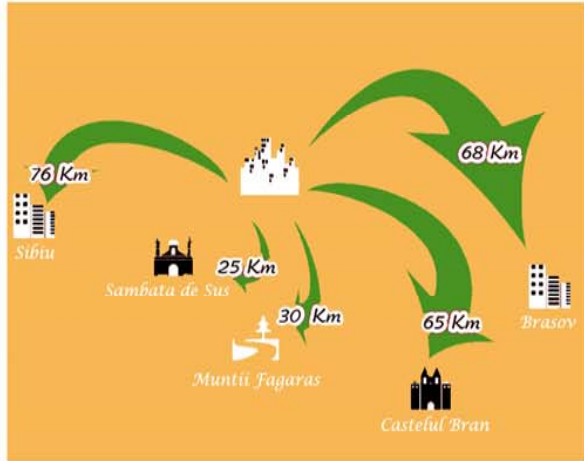 68 Km
76 Km
Sibiu
25 Km
Sambata de Sus
Brasov
30 Km
65 Km
Muntii Fagaras
Castelul Bran